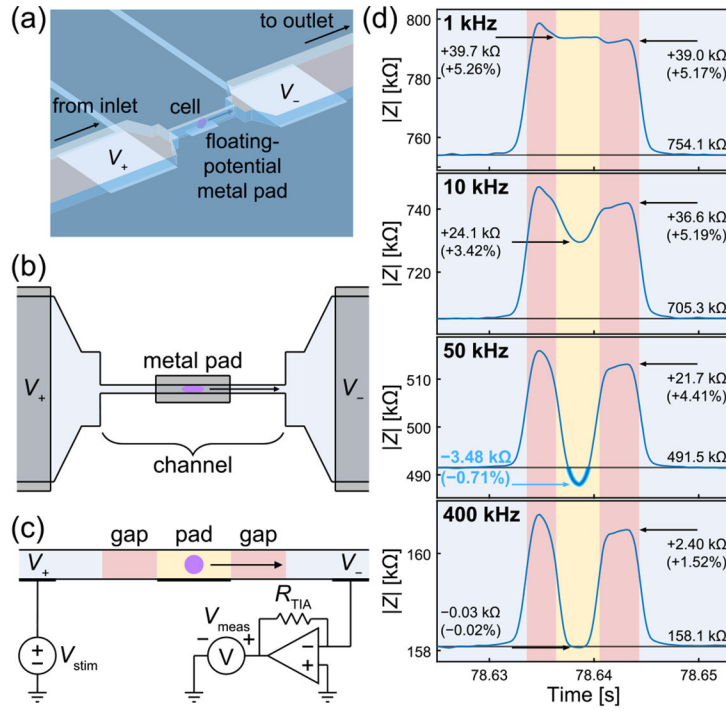 (a)
to outlet
V₋
cell
from inlet
floating-
potential
metal pad
V₊
(b)
metal pad
V₊
V₋
channel
(c)
gap pad gap
V₊
V₋
R_TIA
V_meas
− +
V
−
+
+
−
V_stim
(d)
1 kHz
800
780
760
|Z| [kΩ]
+39.7 kΩ
(+5.26%)
+39.0 kΩ
(+5.17%)
754.1 kΩ
10 kHz
740
720
|Z| [kΩ]
+24.1 kΩ
(+3.42%)
+36.6 kΩ
(+5.19%)
705.3 kΩ
50 kHz
510
500
490
|Z| [kΩ]
−3.48 kΩ
(−0.71%)
+21.7 kΩ
(+4.41%)
491.5 kΩ
400 kHz
160
158
|Z| [kΩ]
−0.03 kΩ
(−0.02%)
+2.40 kΩ
(+1.52%)
158.1 kΩ
78.63 78.64 78.65
Time [s]